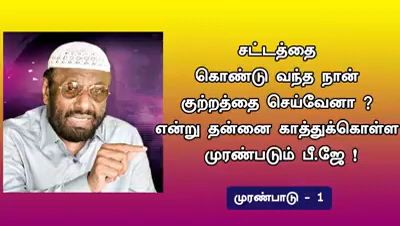 சட்டத்தை
கொண்டு வந்த நான்
குற்றத்தை செய்வேனா ?
என்று தன்னை காத்துக்கொள்ள
முரண்படும் பீ.ஜே !
முரண்பாடு - 1